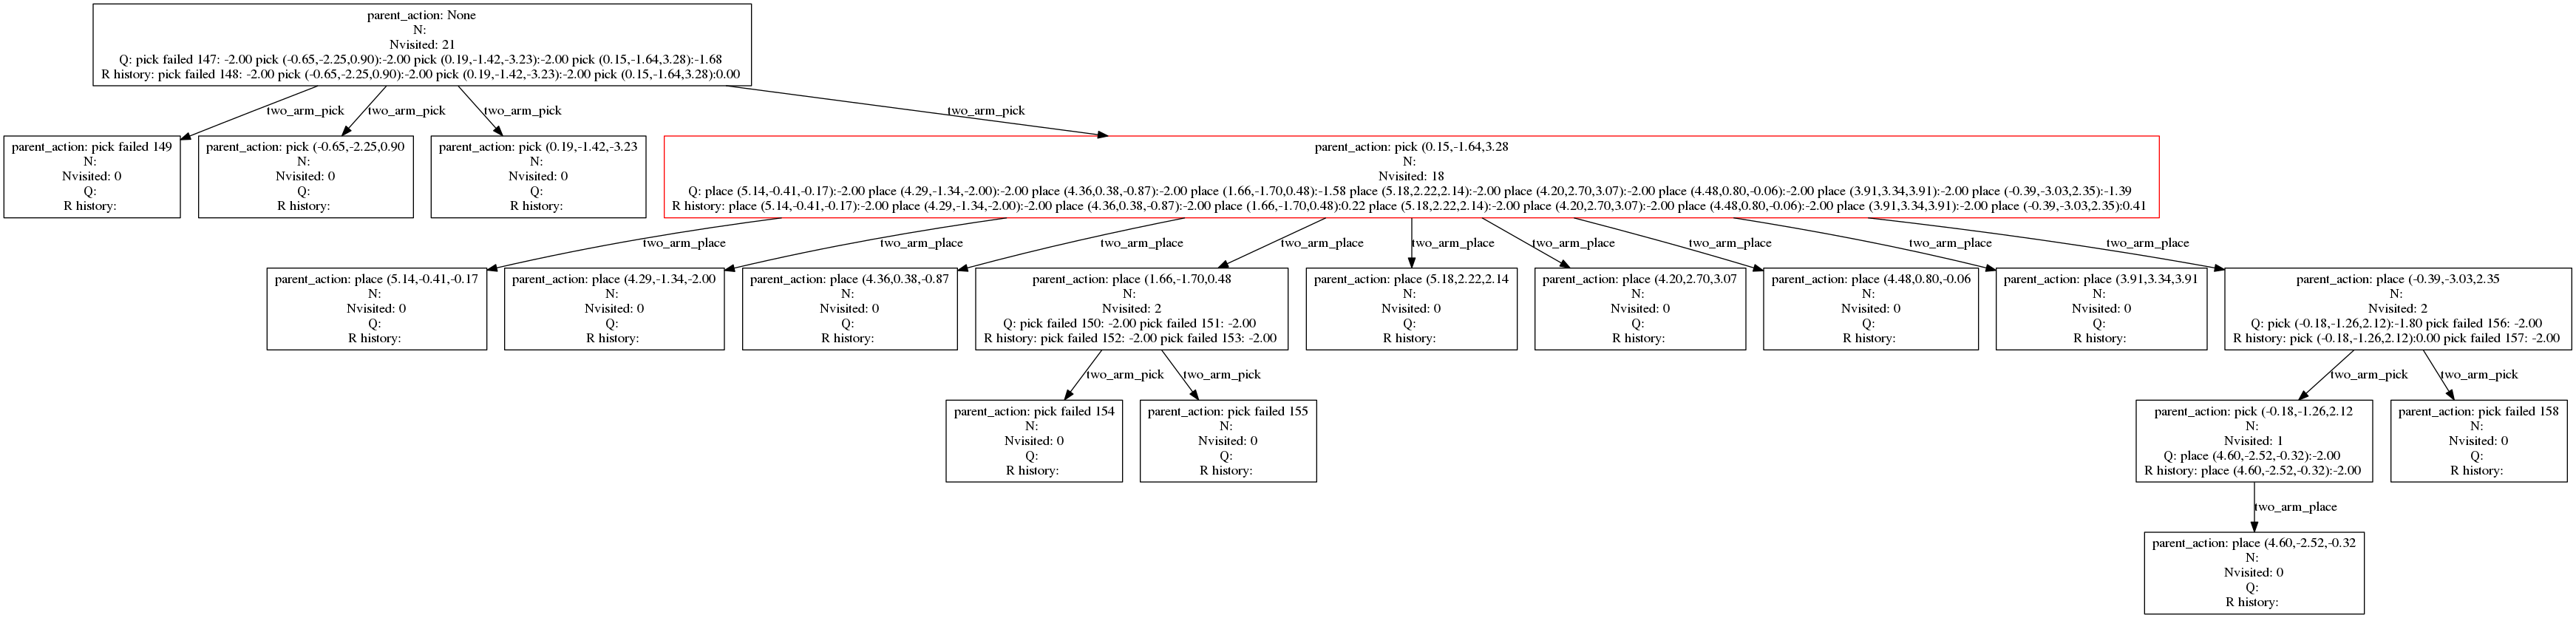 parent_action: None
N:
Nvisited: 21
Q: pick failed 147: -2.00 pick (-0.65,-2.25,0.90):-2.00 pick (0.19,-1.42,-3.23):-2.00 pick (0.15,-1.64,3.28):-1.68
R history: pick failed 148: -2.00 pick (-0.65,-2.25,0.90):-2.00 pick (0.19,-1.42,-3.23):-2.00 pick (0.15,-1.64,3.28):0.00
two_arm_pick
two_arm_pick
two_arm_pick
two_arm_pick
parent_action: pick failed 149
N:
Nvisited: 0
Q:
R history:
parent_action: pick (-0.65,-2.25,0.90
N:
Nvisited: 0
Q:
R history:
parent_action: pick (0.19,-1.42,-3.23
N:
Nvisited: 0
Q:
R history:
parent_action: pick (0.15,-1.64,3.28
N:
Nvisited: 18
Q: place (5.14,-0.41,-0.17):-2.00 place (4.29,-1.34,-2.00):-2.00 place (4.36,0.38,-0.87):-2.00 place (1.66,-1.70,0.48):-1.58 place (5.18,2.22,2.14):-2.00 place (4.20,2.70,3.07):-2.00 place (4.48,0.80,-0.06):-2.00 place (3.91,3.34,3.91):-2.00 place (-0.39,-3.03,2.35):-1.39
R history: place (5.14,-0.41,-0.17):-2.00 place (4.29,-1.34,-2.00):-2.00 place (4.36,0.38,-0.87):-2.00 place (1.66,-1.70,0.48):0.22 place (5.18,2.22,2.14):-2.00 place (4.20,2.70,3.07):-2.00 place (4.48,0.80,-0.06):-2.00 place (3.91,3.34,3.91):-2.00 place (-0.39,-3.03,2.35):0.41
two_arm_place
two_arm_place
two_arm_place
two_arm_place
two_arm_place
two_arm_place
two_arm_place
two_arm_place
two_arm_place
parent_action: place (5.14,-0.41,-0.17
N:
Nvisited: 0
Q:
R history:
parent_action: place (4.29,-1.34,-2.00
N:
Nvisited: 0
Q:
R history:
parent_action: place (4.36,0.38,-0.87
N:
Nvisited: 0
Q:
R history:
parent_action: place (1.66,-1.70,0.48
N:
Nvisited: 2
Q: pick failed 150: -2.00 pick failed 151: -2.00
R history: pick failed 152: -2.00 pick failed 153: -2.00
parent_action: place (5.18,2.22,2.14
N:
Nvisited: 0
Q:
R history:
parent_action: place (4.20,2.70,3.07
N:
Nvisited: 0
Q:
R history:
parent_action: place (4.48,0.80,-0.06
N:
Nvisited: 0
Q:
R history:
parent_action: place (3.91,3.34,3.91
N:
Nvisited: 0
Q:
R history:
parent_action: place (-0.39,-3.03,2.35
N:
Nvisited: 2
Q: pick (-0.18,-1.26,2.12):-1.80 pick failed 156: -2.00
R history: pick (-0.18,-1.26,2.12):0.00 pick failed 157: -2.00
two_arm_pick
two_arm_pick
two_arm_pick
two_arm_pick
parent_action: pick failed 154
N:
Nvisited: 0
Q:
R history:
parent_action: pick failed 155
N:
Nvisited: 0
Q:
R history:
parent_action: pick (-0.18,-1.26,2.12
N:
Nvisited: 1
Q: place (4.60,-2.52,-0.32):-2.00
R history: place (4.60,-2.52,-0.32):-2.00
parent_action: pick failed 158
N:
Nvisited: 0
Q:
R history:
two_arm_place
parent_action: place (4.60,-2.52,-0.32
N:
Nvisited: 0
Q:
R history: